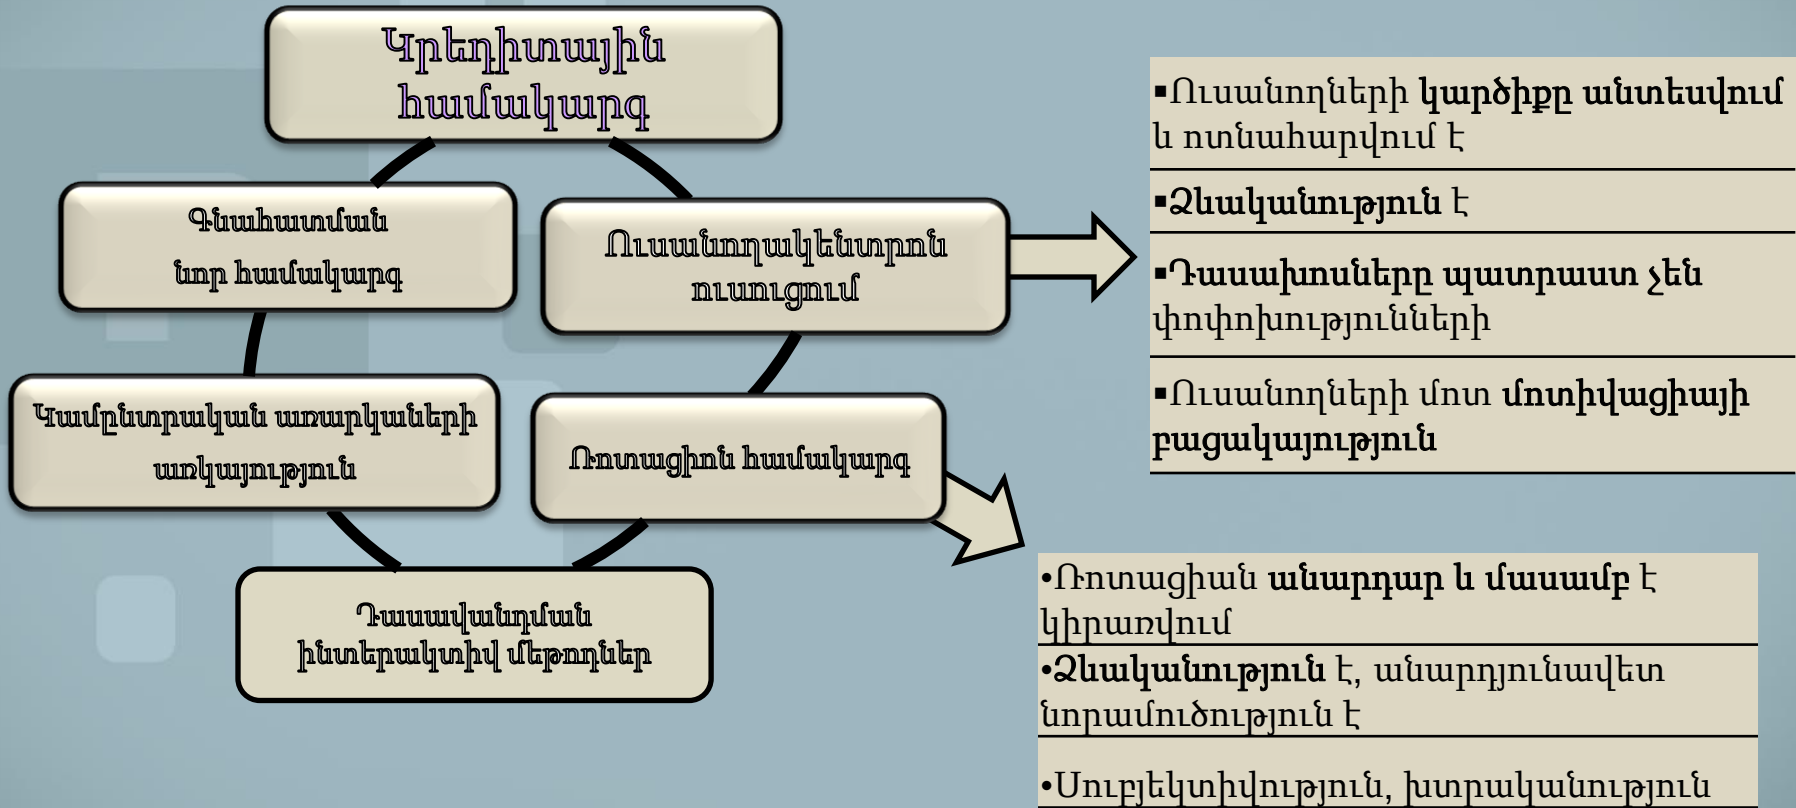 Կրեդիտային
համակարգ
Գնահատման
նոր համակարգ
Ուսանողակենտրոն
ուսուցում
Կամընտրական առարկաների
առկայություն
Ռոտացիոն համակարգ
Դասավանդման
ինտերակտիվ մեթոդներ
▪Ուսանողների կարծիքը անտեսվում
և ոտնահարվում է
▪Ձևականություն է
▪Դասախոսները պատրաստ չեն
փոփոխությունների
▪Ուսանողների մոտ մոտիվացիայի
բացակայություն
•Ռոտացիան անարդար և մասամբ է
կիրառվում
•Ձևականություն է, անարդյունավետ
նորամուծություն է
•Սուբյեկտիվություն, խտրականություն